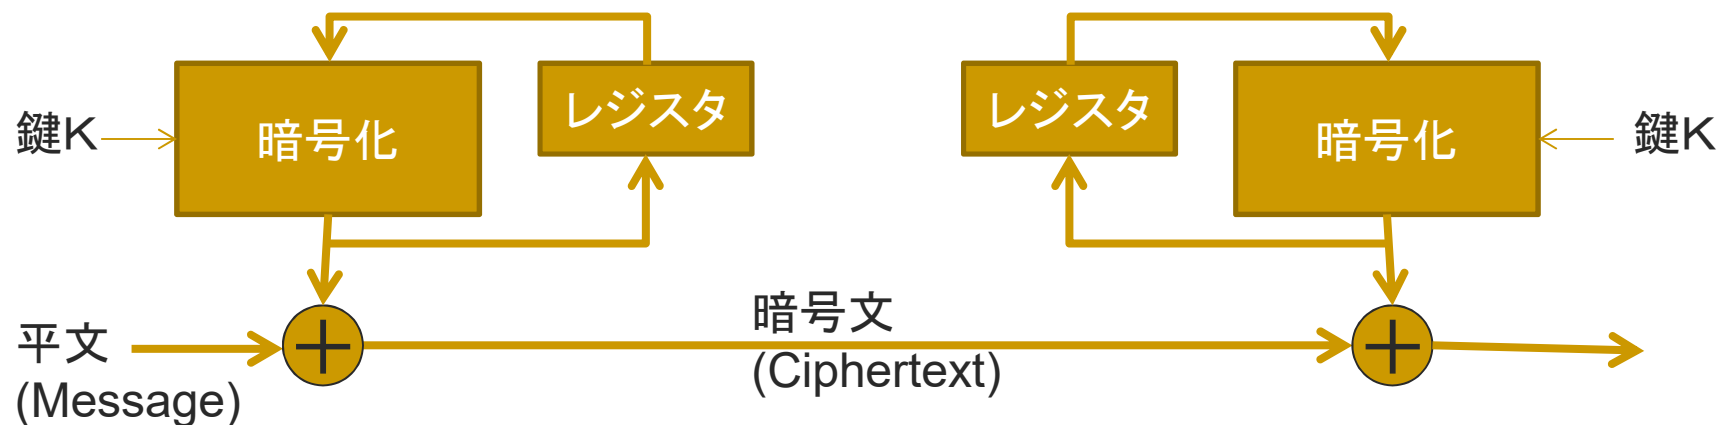 レジスタ
レジスタ
鍵K
暗号化
暗号化
鍵K
平文
(Message)
暗号文
(Ciphertext)